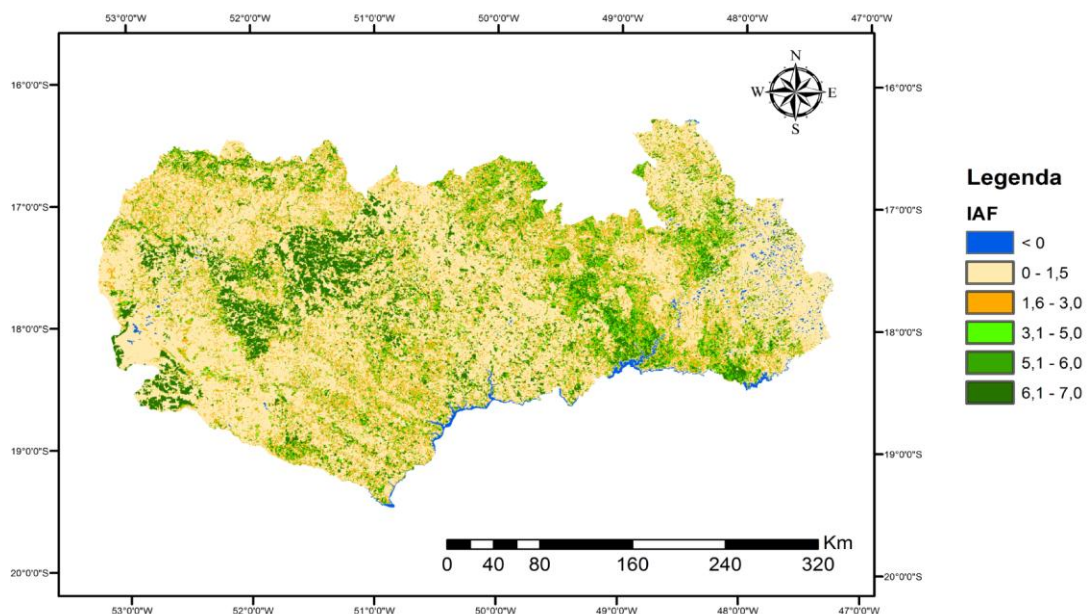 53°0'0"W 52°0'0"W 51°0'0"W 50°0'0"W 49°0'0"W 48°0'0"W 47°0'0"W
16°0'0"S 16°0'0"S
N
W E
S
Legenda
IAF
17°0'0"S 17°0'0"S
< 0
0 - 1,5
1,6 - 3,0
18°0'0"S 18°0'0"S
3,1 - 5,0
5,1 - 6,0
6,1 - 7,0
19°0'0"S 19°0'0"S
Km
0 40 80 160 240 320
20°0'0"S 20°0'0"S
53°0'0"W 52°0'0"W 51°0'0"W 50°0'0"W 49°0'0"W 48°0'0"W 47°0'0"W